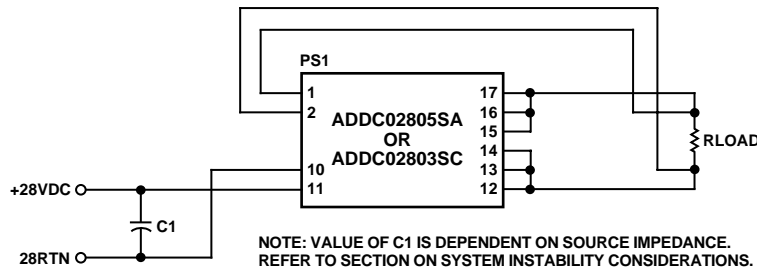 PS1
1
2
10
11
ADDC02805SA
OR
ADDC02803SC
17
16
15
14
13
12
RLOAD
+28VDC
C1
28RTN
NOTE: VALUE OF C1 IS DEPENDENT ON SOURCE IMPEDANCE.
REFER TO SECTION ON SYSTEM INSTABILITY CONSIDERATIONS.